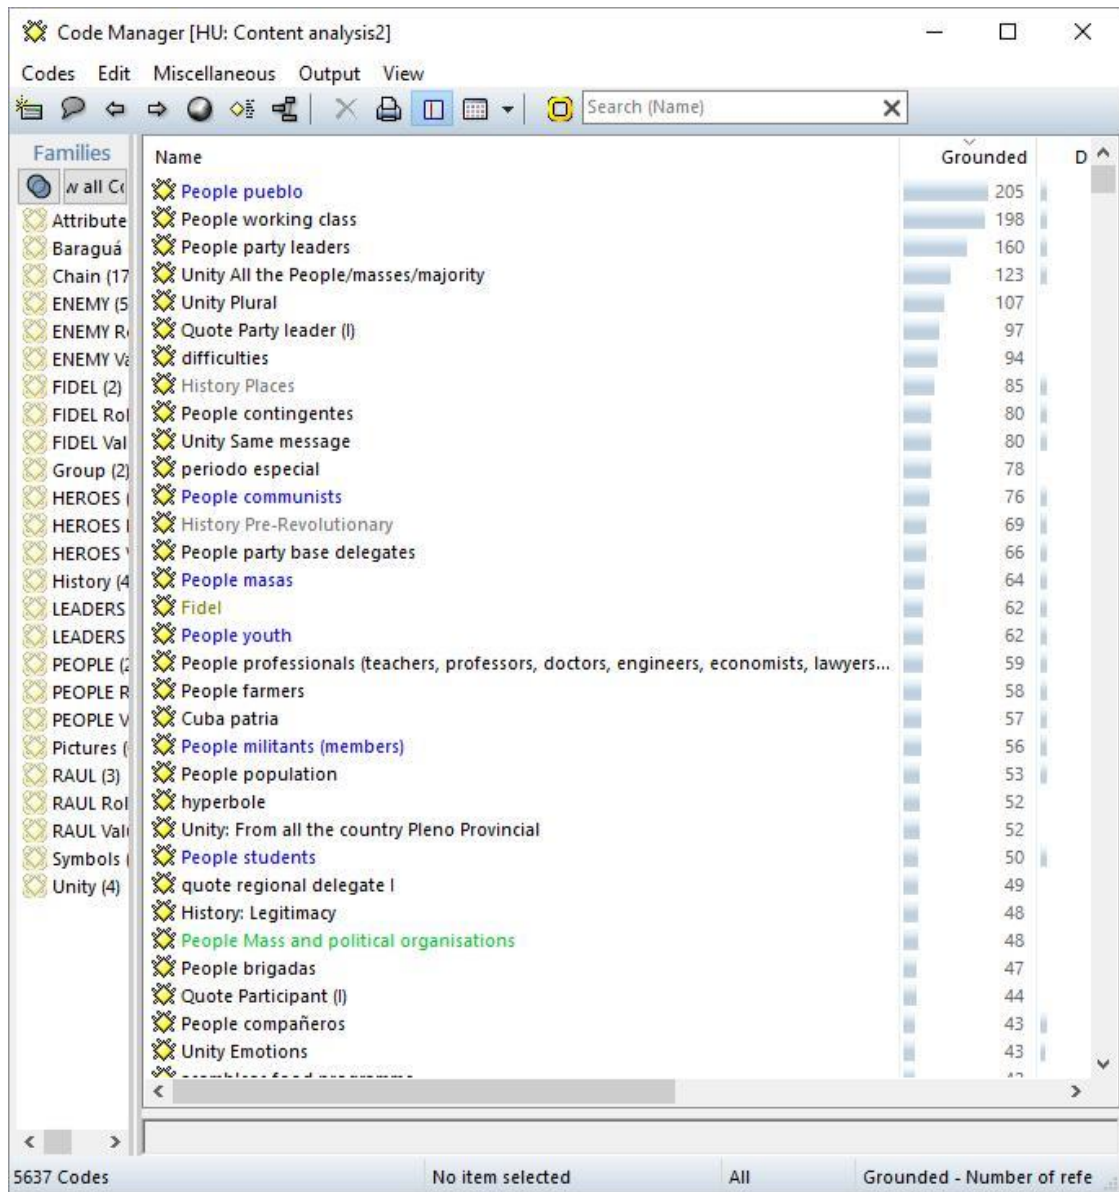 Code Manager [HU: Content analysis2]
Codes Edit Miscellaneous Output View
Search (Name)
Families
Name Grounded D
w all Co
Attribute
Baraguá
Chain (17
ENEMY (5
ENEMY R
ENEMY Va
FIDEL (2)
FIDEL Rol
FIDEL Val
Group (2)
HEROES (
HEROES
HEROES
History (4
LEADERS
LEADERS
PEOPLE (2
PEOPLE R
PEOPLE V
Pictures (
RAUL (3)
RAUL Rol
RAUL Val
Symbols (
Unity (4)
People pueblo 205
People working class 198
People party leaders 160
Unity All the People/masses/majority 123
Unity Plural 107
Quote Party leader (I) 97
difficulties 94
History Places 85
People contingentes 80
Unity Same message 80
periodo especial 78
People communists 76
History Pre-Revolutionary 69
People party base delegates 66
People masas 64
Fidel 62
People youth 62
People professionals (teachers, professors, doctors, engineers, economists, lawyers... 59
People farmers 58
Cuba patria 57
People militants (members) 56
People population 53
hyperbole 52
Unity: From all the country Pleno Provincial 52
People students 50
quote regional delegate I 49
History: Legitimacy 48
People Mass and political organisations 48
People brigadas 47
Quote Participant (I) 44
People compañeros 43
Unity Emotions 43
5637 Codes No item selected All Grounded - Number of refe